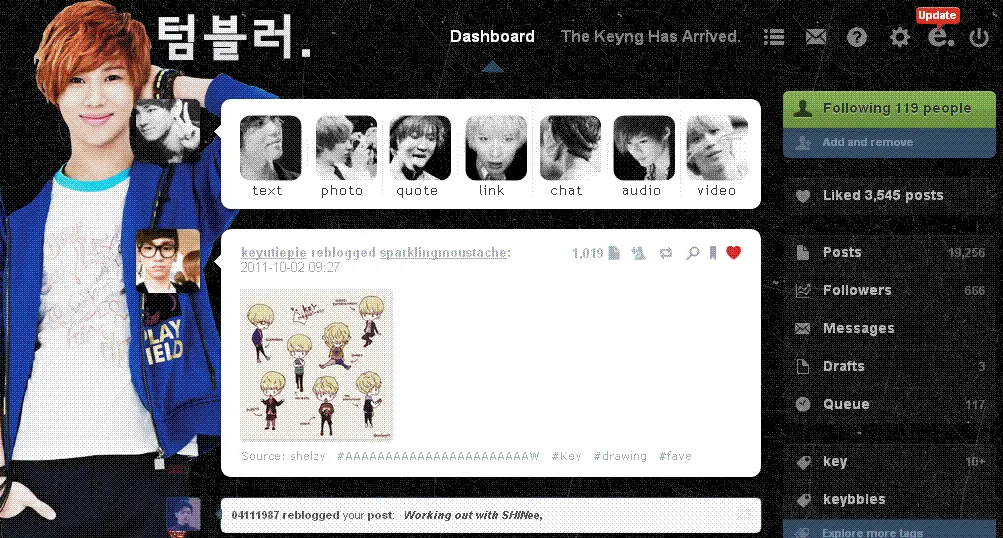 텀블러.
Dashboard
The Keyng Has Arrived.
Update
e.
Following 119 people
Add and remove
text
photo
quote
link
chat
audio
video
Liked 3,545 posts
keyutiepie reblogged sparklingmoustache:
1,019
2011-10-02 09:27
Posts 19,256
Followers 666
Messages
Drafts 3
Queue 117
PLAY
FIELD
key
Source: shelzy #AAAAAAAAAAAAAAAAAAAAAAAW #Key #drawing #fave
key 10+
keybbles
Explore more tags
04111987 reblogged your post: Working out with SHINee,